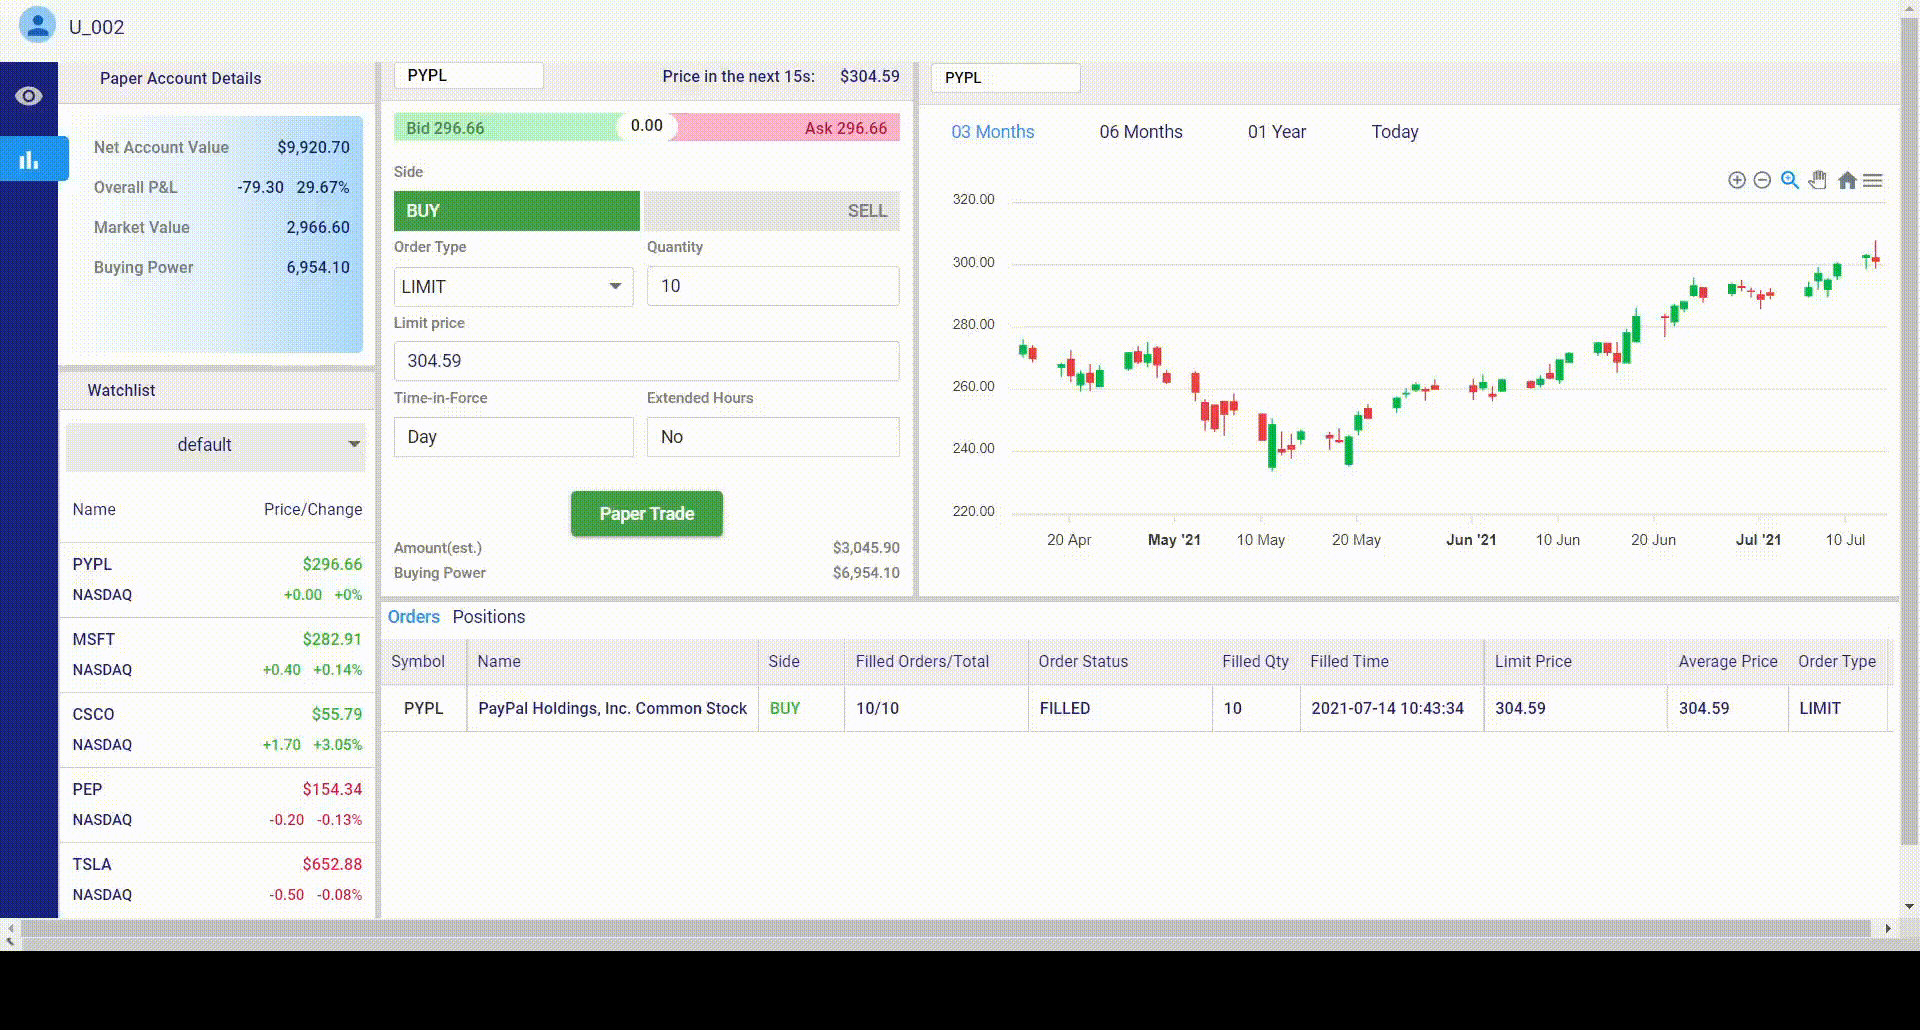 U_002
Paper Account Details
Net Account Value $9,920.70
Overall P&L -79.30 29.67%
Market Value 2,966.60
Buying Power 6,954.10
Watchlist
default
Name Price/Change
PYPL $296.66
NASDAQ +0.00 +0%
MSFT $282.91
NASDAQ +0.40 +0.14%
CSCO $55.79
NASDAQ +1.70 +3.05%
PEP $154.34
NASDAQ -0.20 -0.13%
TSLA $652.88
NASDAQ -0.50 -0.08%
PYPL Price in the next 15s: $304.59
Bid 296.66 0.00 Ask 296.66
Side
BUY SELL
Order Type Quantity
LIMIT 10
Limit price
304.59
Time-in-Force Extended Hours
Day No
Paper Trade
Amount(est.) $3,045.90
Buying Power $6,954.10
PYPL
03 Months 06 Months 01 Year Today
320.00
300.00
280.00
260.00
240.00
220.00
20 Apr May '21 10 May 20 May Jun '21 10 Jun 20 Jun Jul '21 10 Jul
Orders Positions
Symbol Name Side Filled Orders/Total Order Status Filled Qty Filled Time Limit Price Average Price Order Type
PYPL PayPal Holdings, Inc. Common Stock BUY 10/10 FILLED 10 2021-07-14 10:43:34 304.59 304.59 LIMIT